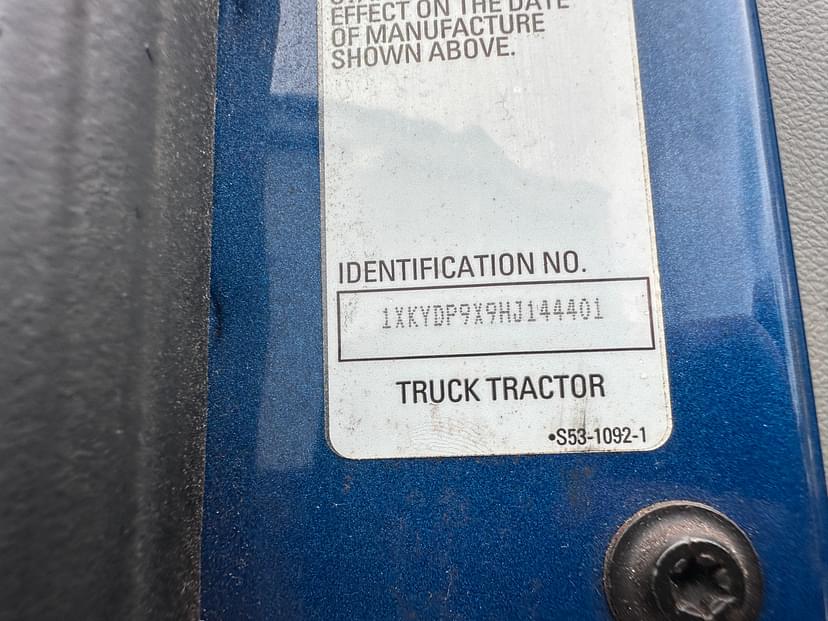 EFFECT ON THE DATE
OF MANUFACTURE
SHOWN ABOVE.
IDENTIFICATION NO.
1XKYDP9X9HJ144401
TRUCK TRACTOR
•S53-1092-1